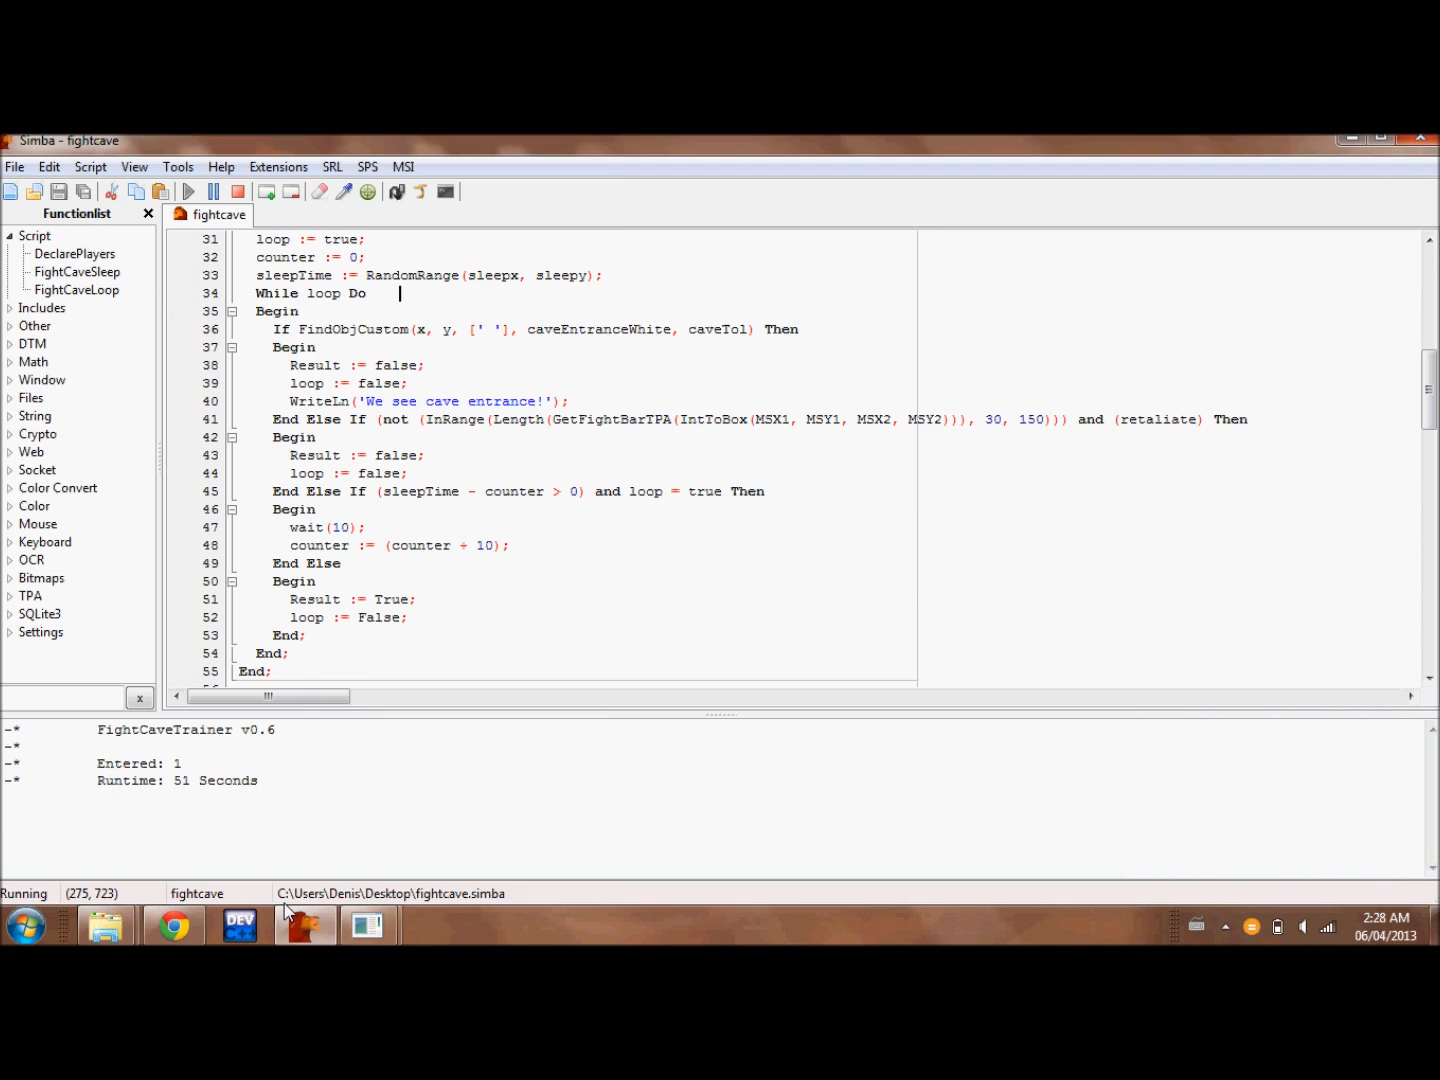 Simba - fightcave
File Edit Script View Tools Help Extensions SRL SPS MSI
Functionlist
fightcave
Script
DeclarePlayers
FightCaveSleep
FightCaveLoop
Includes
Other
DTM
Math
Window
Files
String
Crypto
Web
Socket
Color Convert
Color
Mouse
Keyboard
OCR
Bitmaps
TPA
SQLite3
Settings
x
31 loop := true;
32 counter := 0;
33 sleepTime := RandomRange(sleepx, sleepy);
34 While loop Do
35 Begin
36 If FindObjCustom(x, y, [' '], caveEntranceWhite, caveTol) Then
37 Begin
38 Result := false;
39 loop := false;
40 WriteLn('We see cave entrance!');
41 End Else If (not (InRange(Length(GetFightBarTPA(IntToBox(MSX1, MSY1, MSX2, MSY2))), 30, 150))) and (retaliate) Then
42 Begin
43 Result := false;
44 loop := false;
45 End Else If (sleepTime - counter > 0) and loop = true Then
46 Begin
47 wait(10);
48 counter := (counter + 10);
49 End Else
50 Begin
51 Result := True;
52 loop := False;
53 End;
54 End;
55 End;
-* FightCaveTrainer v0.6
-*
-* Entered: 1
-* Runtime: 51 Seconds
Running (275, 723) fightcave C:\Users\Denis\Desktop\fightcave.simba
DEV
C++
2:28 AM
06/04/2013